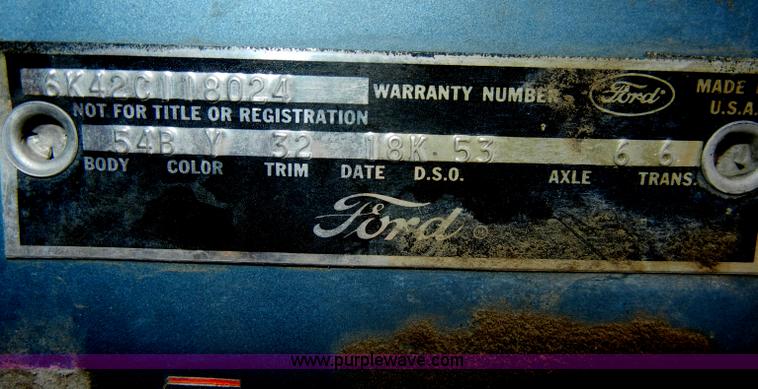 6K42C118024 WARRANTY NUMBER Ford MADE
NOT FOR TITLE OR REGISTRATION U.S.A.
54B Y 32 18K 53 6 6
BODY COLOR TRIM DATE D.S.O. AXLE TRANS.
Ford
www.purplewave.com